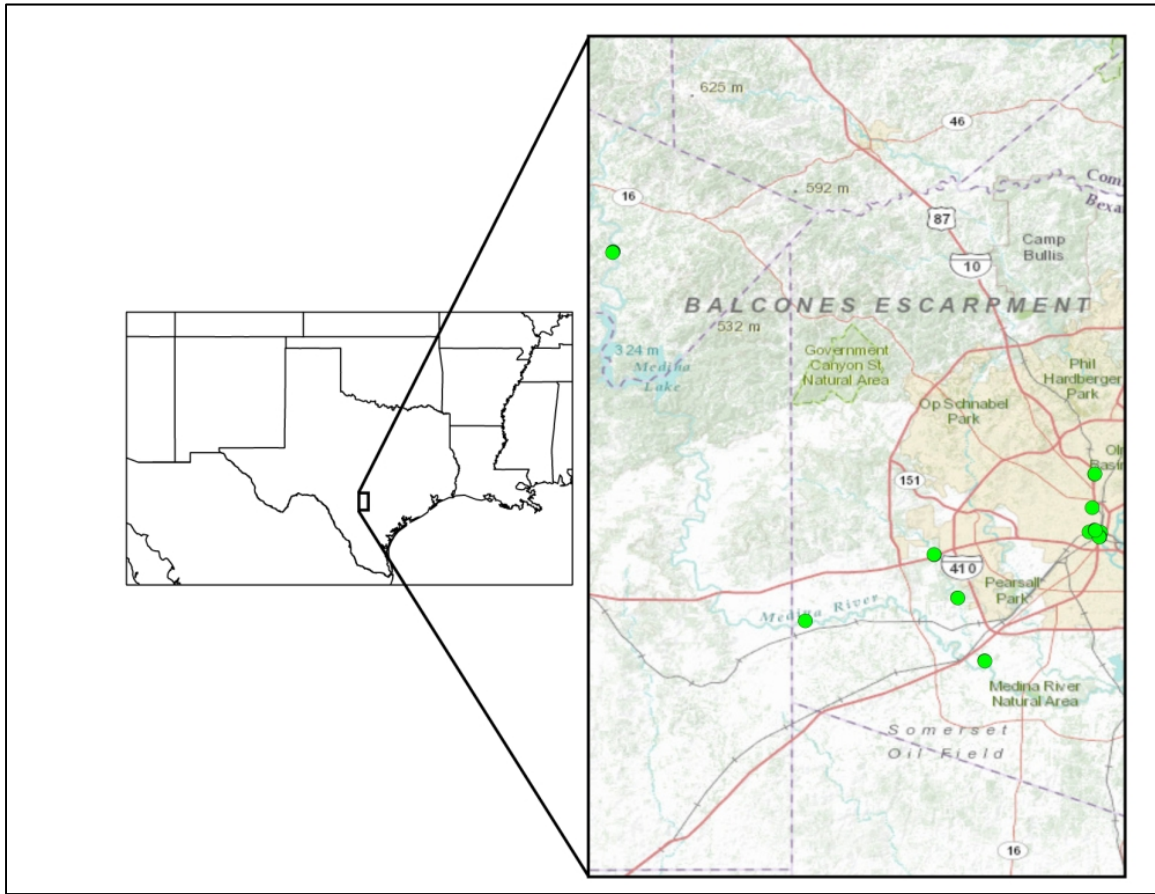 625 m
46
Com
16
592 m
Bexa
87
Camp
Bullis
10
BALCONES ESCARPMENT
532 m
324 m
Medina
Lake
Government
Canyon St
Natural Area
Phil
Hardberger
Park
Op Schnabel
Park
Olm
Basin
151
410
Pearsall
Park
Medina River
Medina River
Natural Area
Somerset
Oil Field
16